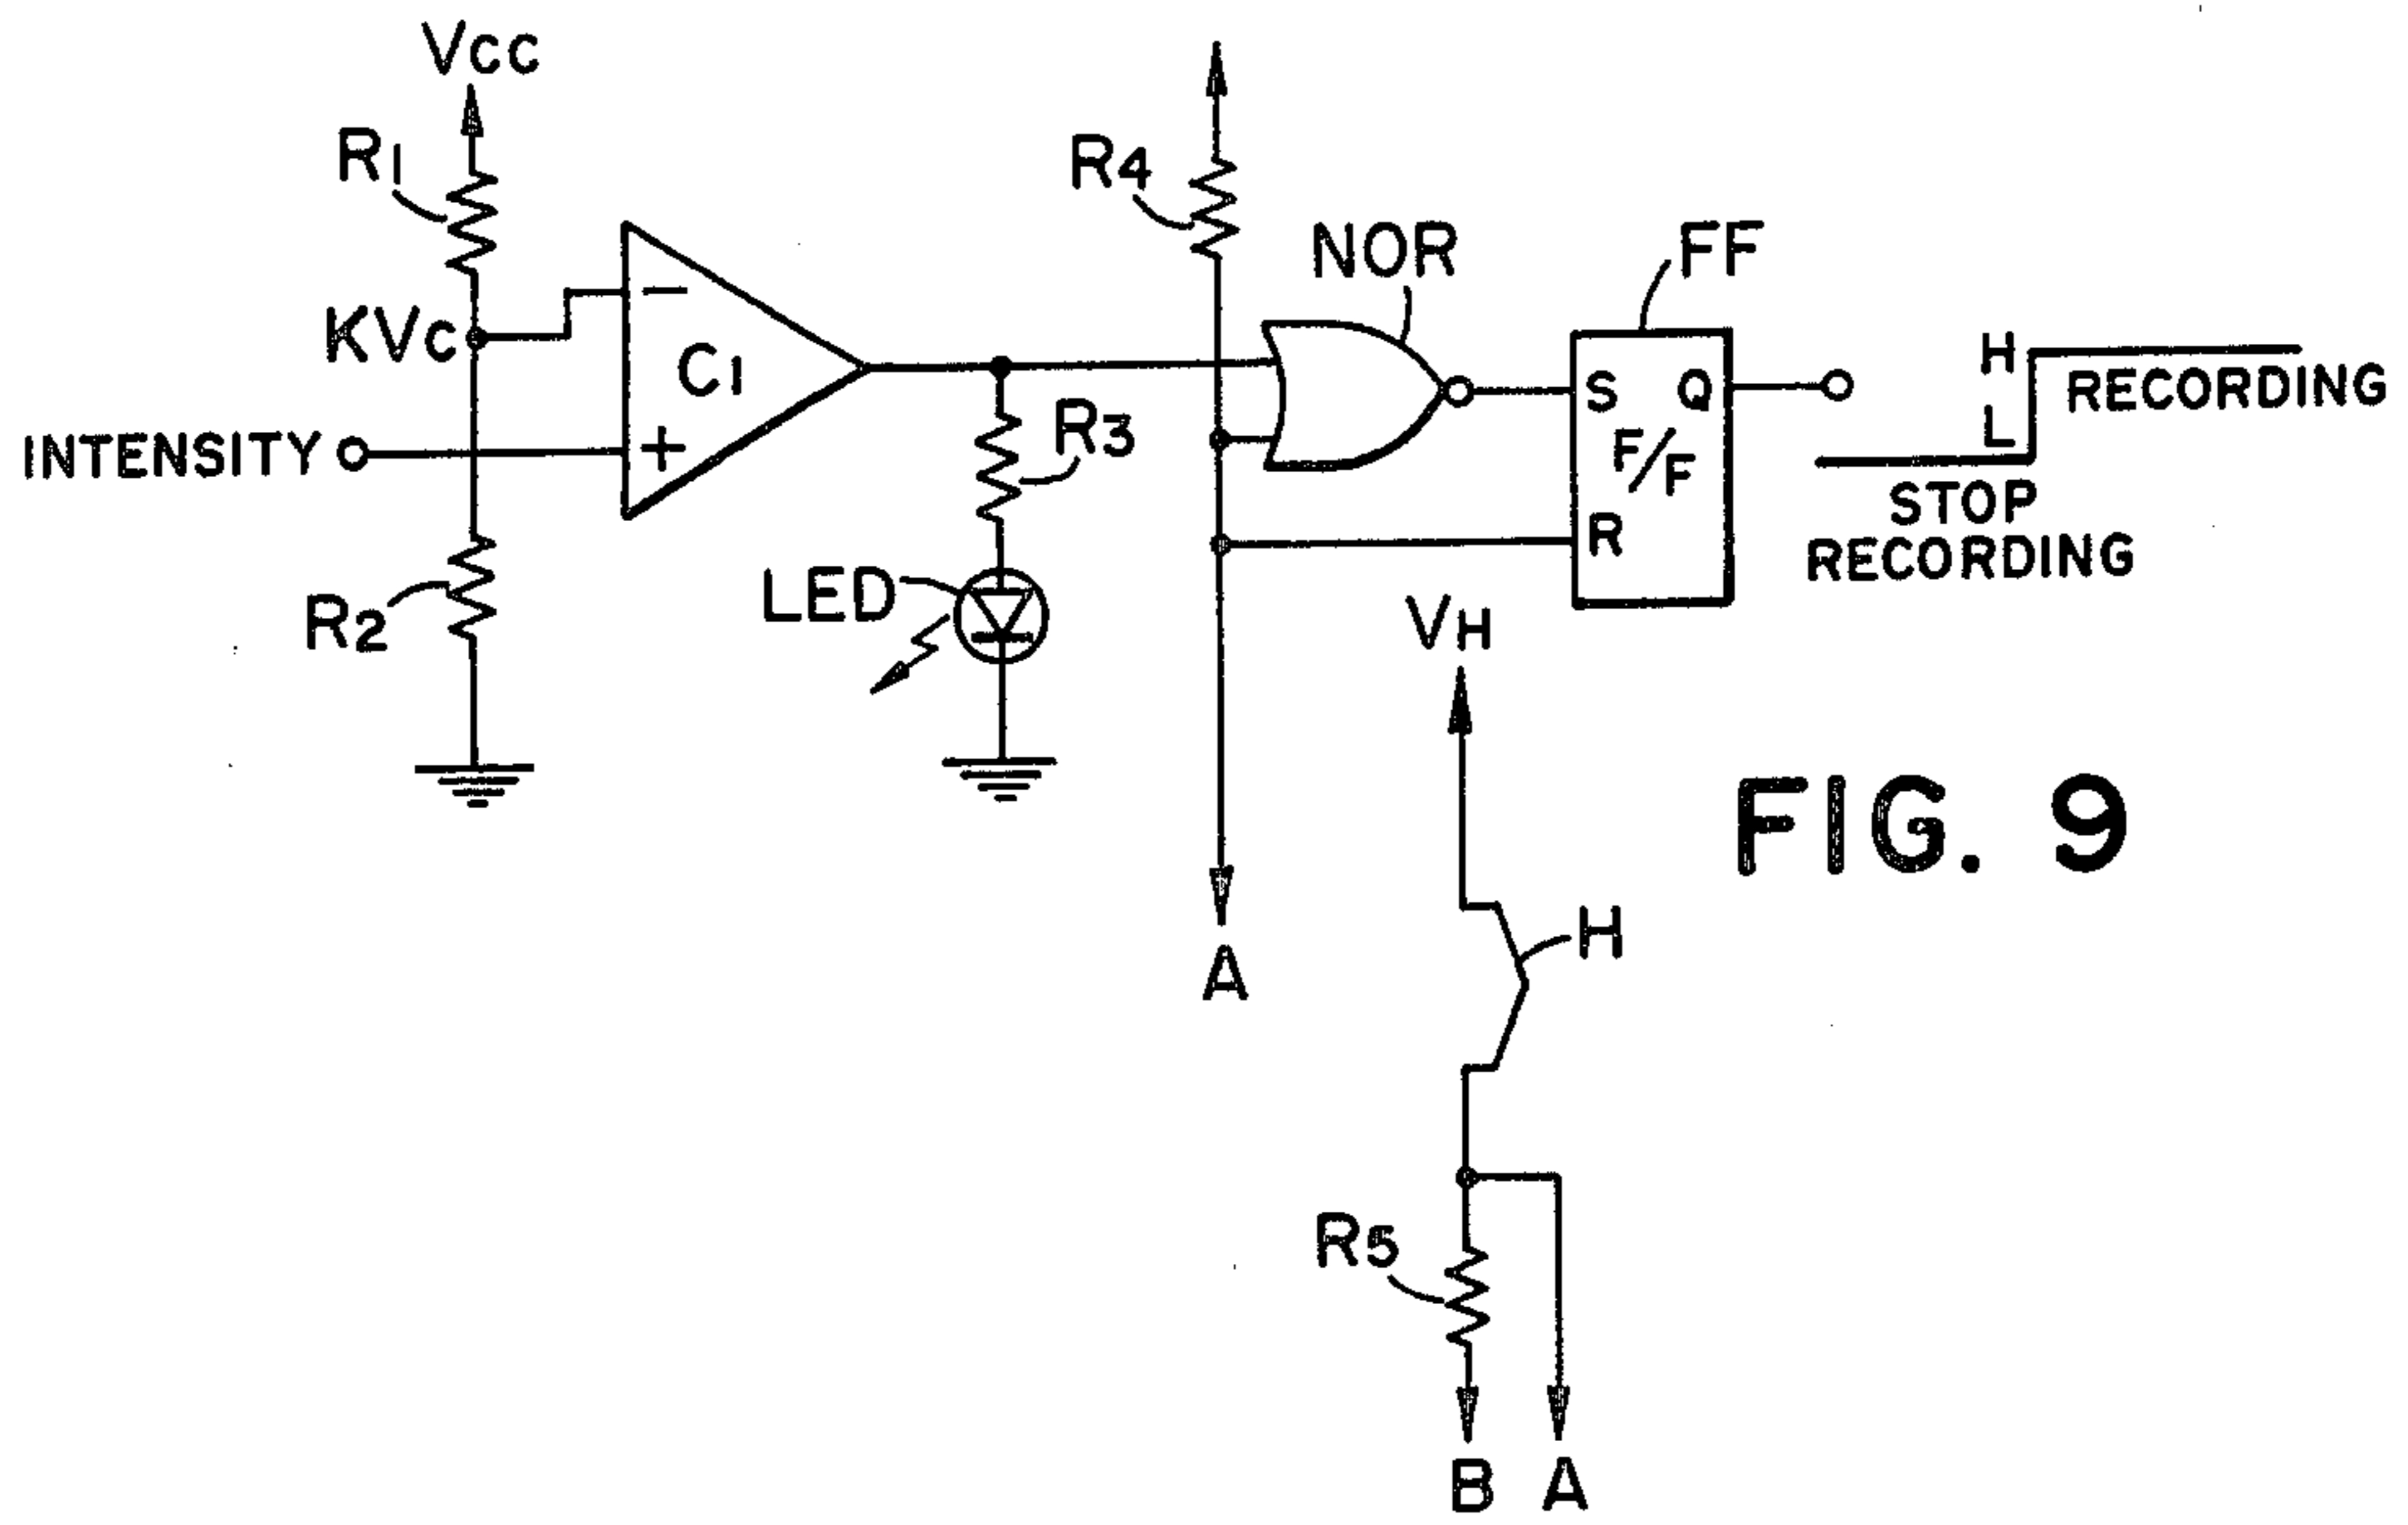 Vcc
R1
KVc
INTENSITY
R2
−
C1
+
R3
LED
R4
NOR
FF
S
Q
F/F
R
H
RECORDING
L
STOP
RECORDING
A
VH
H
FIG. 9
R5
B
A